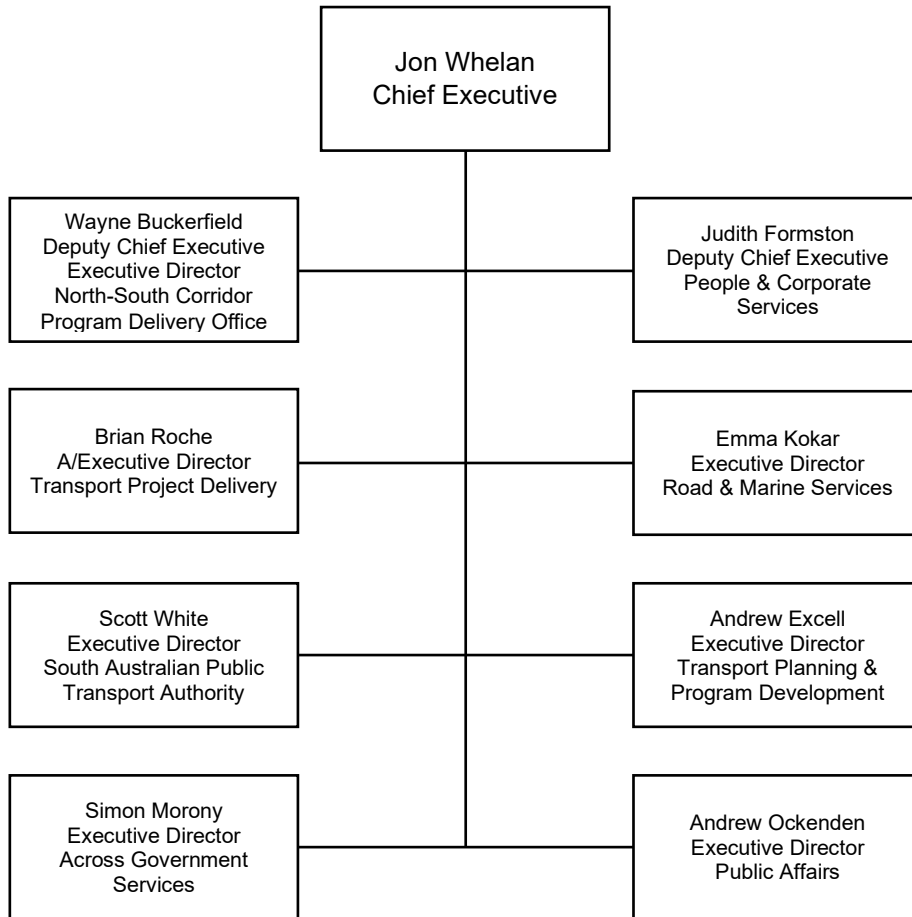 Jon Whelan
Chief Executive
Wayne Buckerfield
Deputy Chief Executive
Executive Director
North-South Corridor
Program Delivery Office
Judith Formston
Deputy Chief Executive
People & Corporate
Services
Brian Roche
A/Executive Director
Transport Project Delivery
Emma Kokar
Executive Director
Road & Marine Services
Scott White
Executive Director
South Australian Public
Transport Authority
Andrew Excell
Executive Director
Transport Planning &
Program Development
Simon Morony
Executive Director
Across Government
Services
Andrew Ockenden
Executive Director
Public Affairs